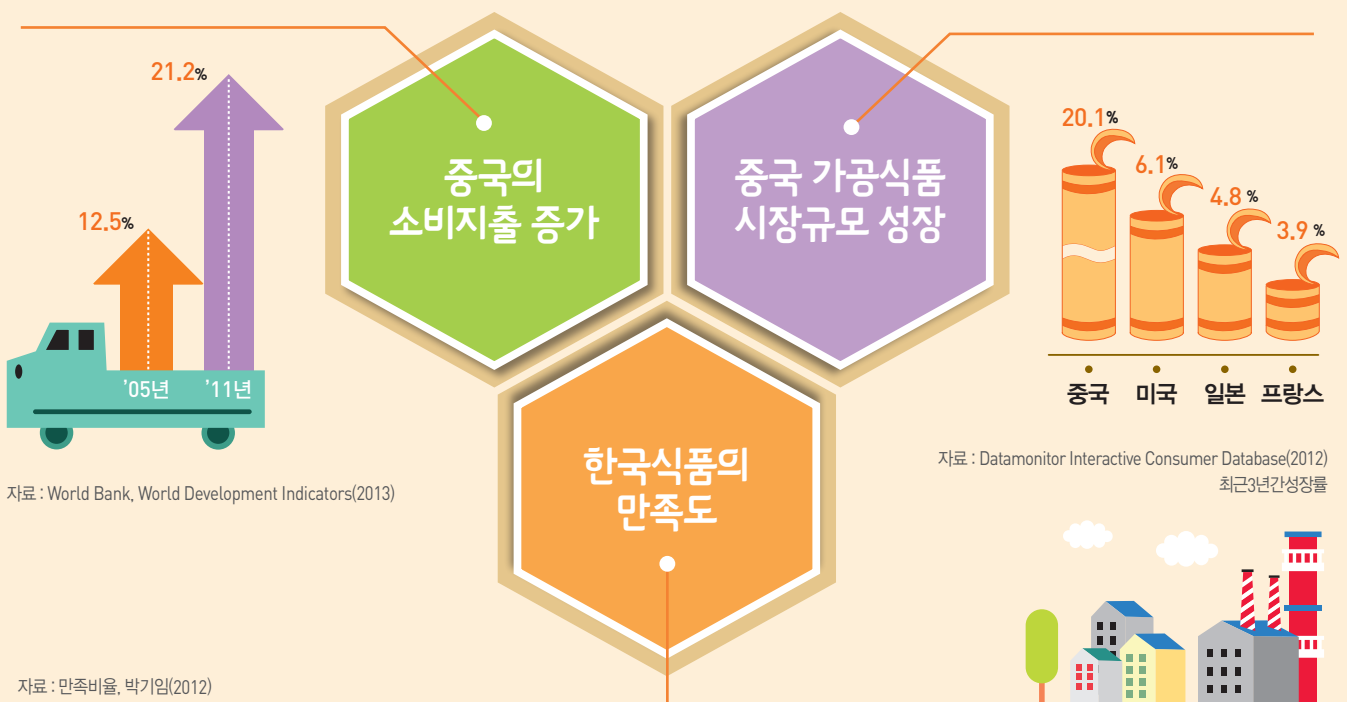 21.2%
12.5%
'05년 '11년
자료 : World Bank, World Development Indicators(2013)
중국의
소비지출 증가
중국 가공식품
시장규모 성장
20.1%
6.1%
4.8%
3.9 %
중국 미국 일본 프랑스
자료 : Datamonitor Interactive Consumer Database(2012)
최근3년간성장률
한국식품의
만족도
자료 : 만족비율, 박기임(2012)